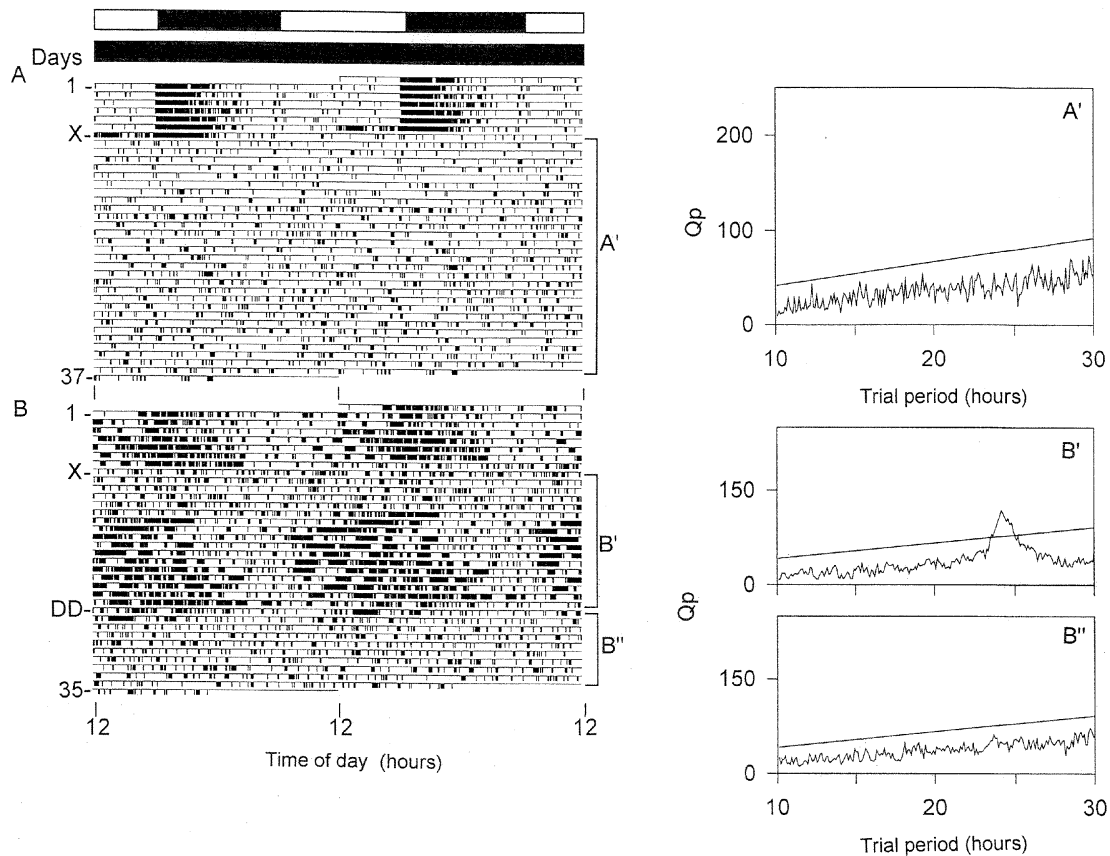 Days
A
1 -
X-
A'
37-
B
1 -
X-
B'
DD-
B"
35-
12 12 12
Time of day (hours)
A'
200
Qp
100
0
10 20 30
Trial period (hours)
B'
150
0
Qp
B"
150
0
10 20 30
Trial period (hours)